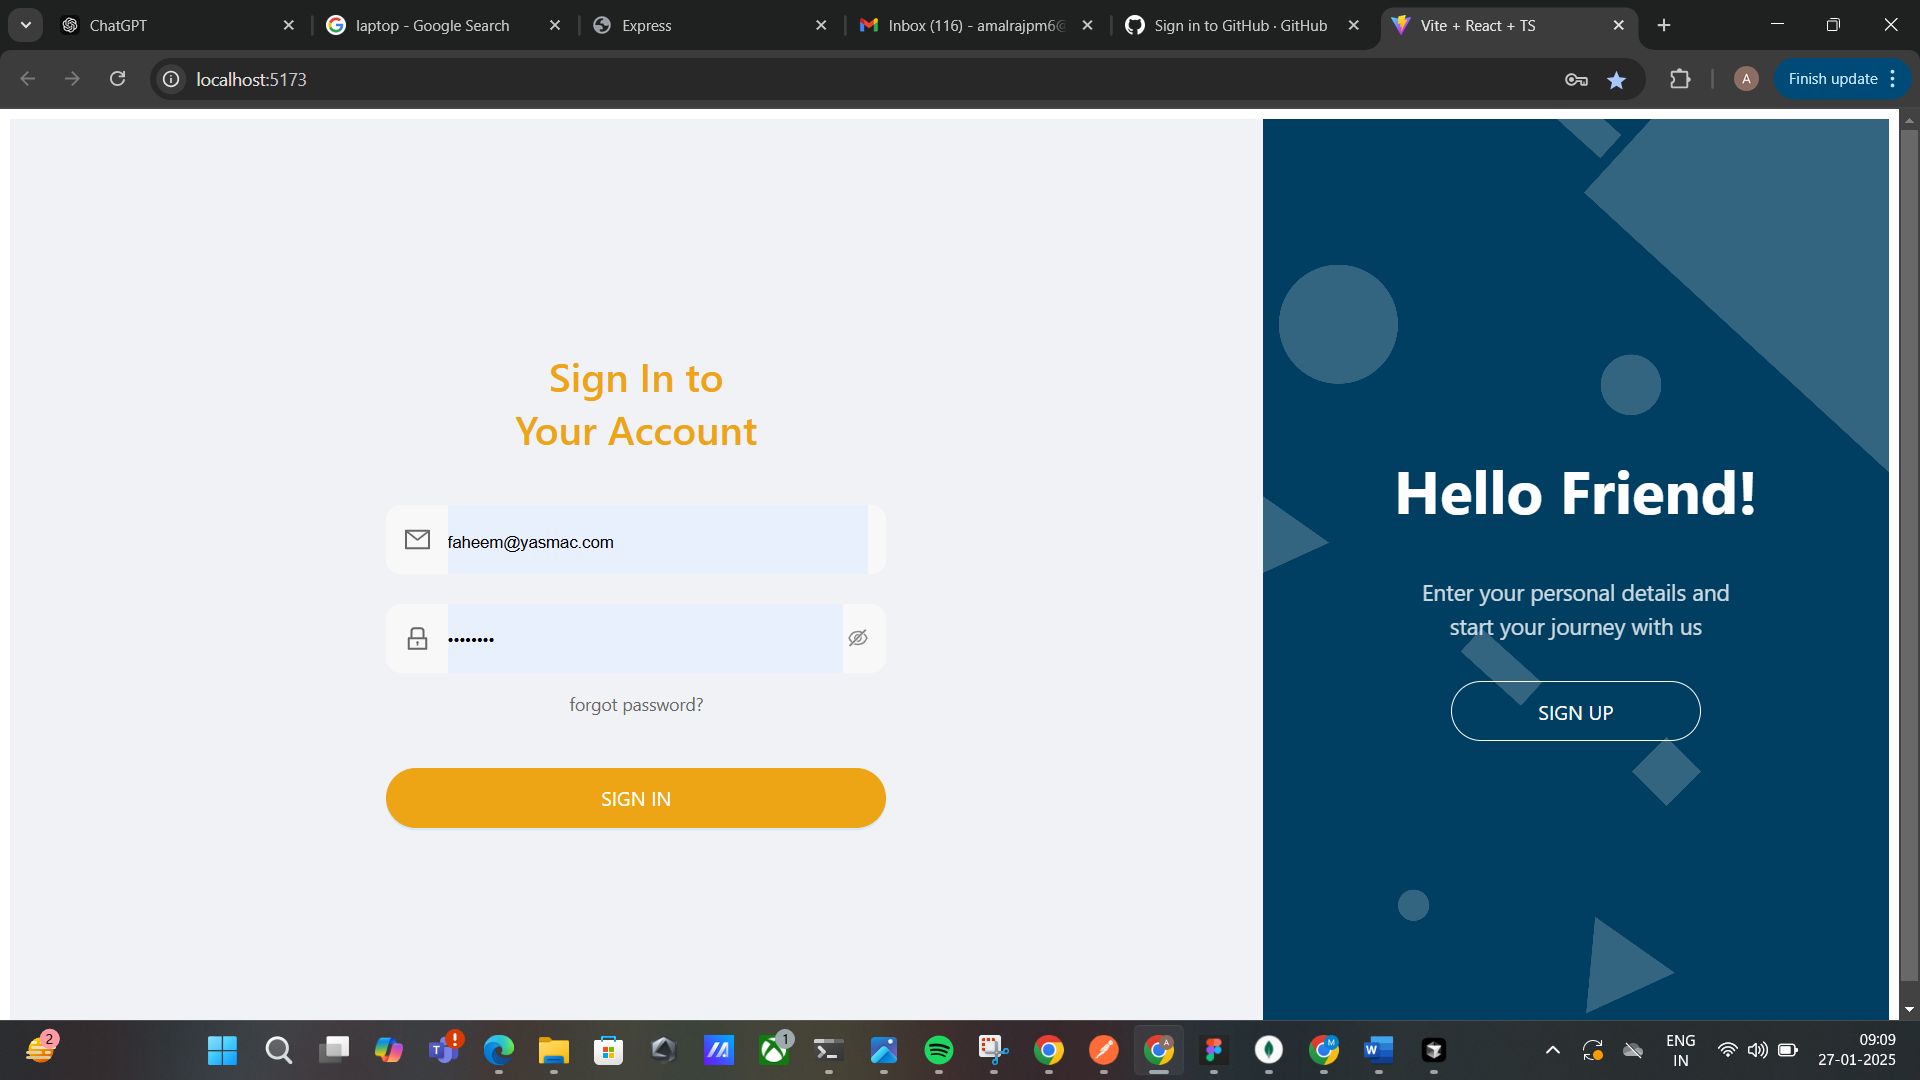 ChatGPT
laptop - Google Search
Express
Inbox (116) - amalrajpm6@
Sign in to GitHub · GitHub
Vite + React + TS
localhost:5173
A
Finish update
Sign In to
Your Account
faheem@yasmac.com
••••••••
forgot password?
SIGN IN
Hello Friend!
Enter your personal details and
start your journey with us
SIGN UP
2
1
A
M
ENG
IN
09:09
27-01-2025